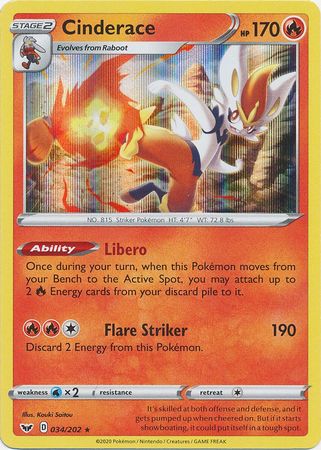 STAGE 2 Cinderace HP 170
Evolves from Raboot
NO. 815 Striker Pokémon HT: 4'7" WT: 72.8 lbs
Ability Libero
Once during your turn, when this Pokémon moves from
your Bench to the Active Spot, you may attach up to
2 Energy cards from your discard pile to it.
Flare Striker 190
Discard 2 Energy from this Pokémon.
weakness ×2 resistance retreat
Illus. Kouki Saitou
D 034/202 ★
It's skilled at both offense and defense, and it
gets pumped up when cheered on. But if it starts
showboating, it could put itself in a tough spot.
©2020 Pokémon / Nintendo / Creatures / GAME FREAK